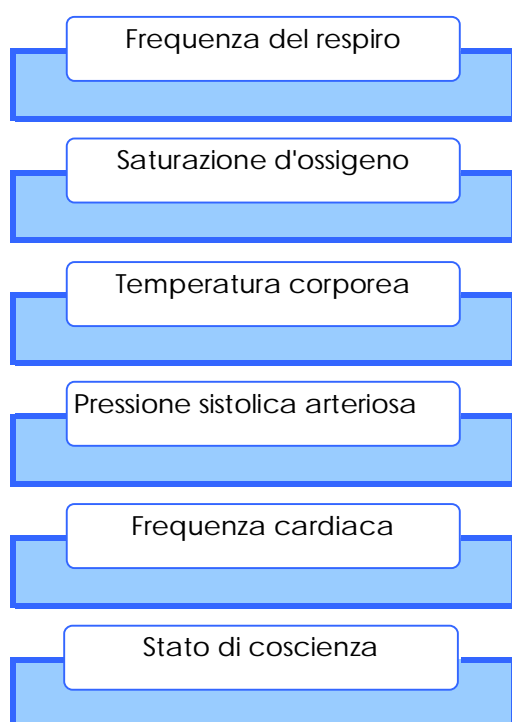 Frequenza del respiro
Saturazione d'ossigeno
Temperatura corporea
Pressione sistolica arteriosa
Frequenza cardiaca
Stato di coscienza